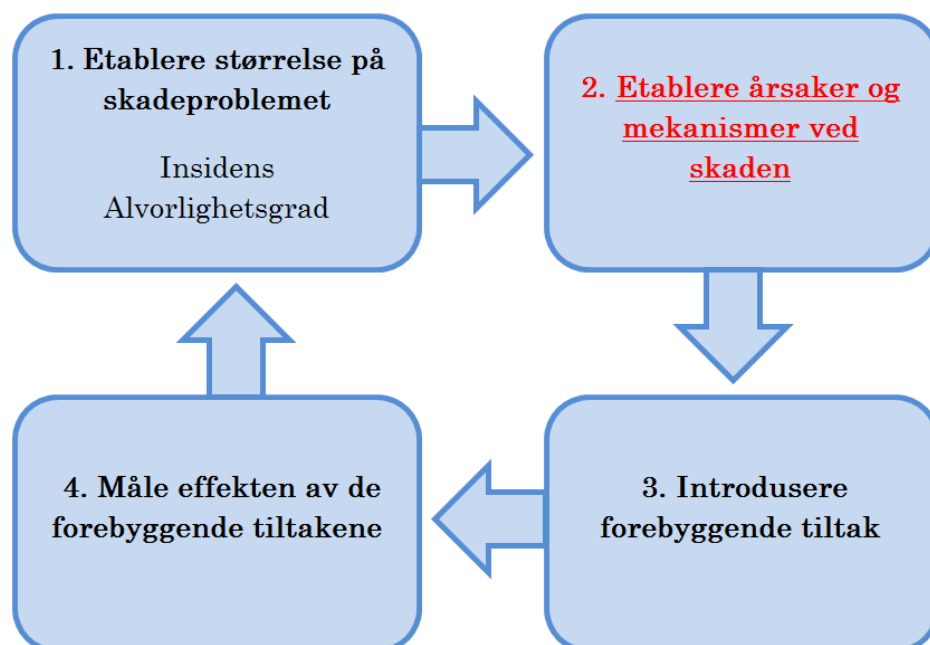 1. Etablere størrelse på
skadeproblemet
Insidens
Alvorlighetsgrad
2. Etablere årsaker og
mekanismer ved
skaden
3. Introdusere
forebyggende tiltak
4. Måle effekten av de
forebyggende tiltakene